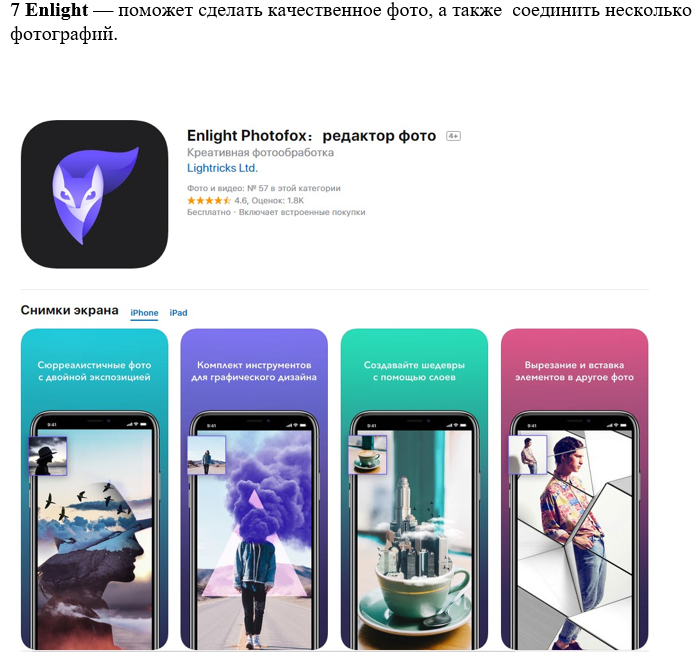 7 Enlight — поможет сделать качественное фото, а также соединить несколько
фотографий.
Enlight Photofox: редактор фото 4+
Креативная фотообработка
Lightricks Ltd.
Фото и видео: № 57 в этой категории
★★★★★ 4.6, Оценок: 1.8K
Бесплатно · Включает встроенные покупки
Снимки экрана iPhone iPad
Сюрреалистичные фото
с двойной экспозицией
9:41
Комплект инструментов
для графического дизайна
9:41
Создавайте шедевры
с помощью слоев
9:41
Вырезание и вставка
элементов в другое фото
9:41